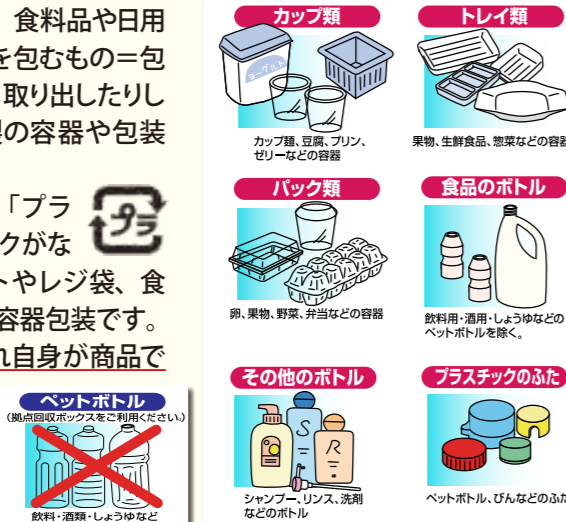 食料品や日用
を包むもの＝包
取り出したりし
の容器や包装
「プラ
プラ
クがな
トやレジ袋、食
容器包装です。
れ自身が商品で
ペットボトル
(拠点回収ボックスをご利用ください。)
飲料・酒類・しょうゆなど
カップ類
ヨーグルト
カップ麺、豆腐、プリン、
ゼリーなどの容器
トレイ類
果物、生鮮食品、惣菜などの容器
パック類
卵、果物、野菜、弁当などの容器
食品のボトル
飲料用・酒用・しょうゆなどの
ペットボトルを除く。
その他のボトル
S
R
シャンプー、リンス、洗剤
などのボトル
プラスチックのふた
ペットボトル、びんなどのふた